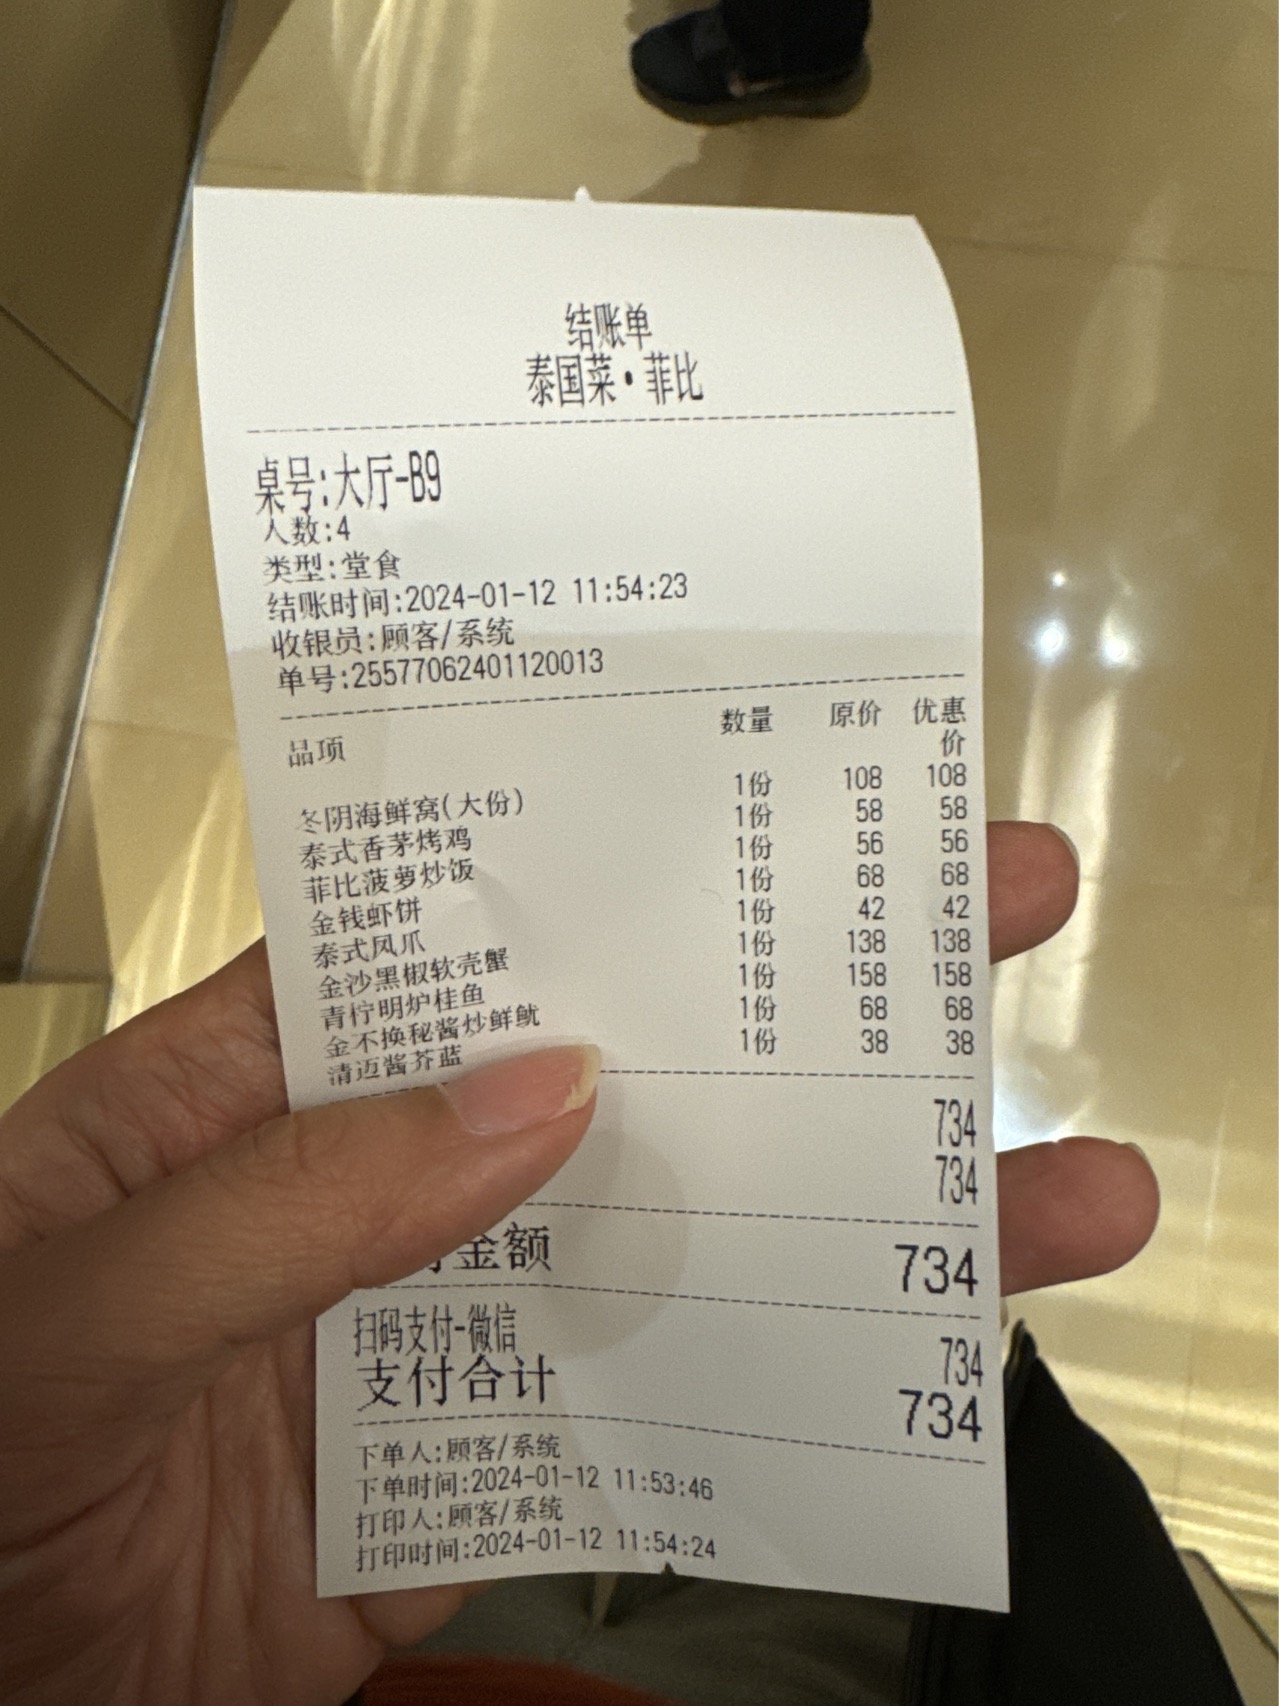 结账单
泰国菜·菲比
桌号:大厅-B9
人数:4
类型:堂食
结账时间:2024-01-12 11:54:23
收银员:顾客/系统
单号:25577062401120013
品项 数量 原价 优惠价
冬阴海鲜窝(大份) 1份 108 108
泰式香茅烤鸡 1份 58 58
菲比菠萝炒饭 1份 56 56
金钱虾饼 1份 68 68
泰式凤爪 1份 42 42
金沙黑椒软壳蟹 1份 138 138
青柠明炉桂鱼 1份 158 158
金不换秘酱炒鲜鱿 1份 68 68
清迈酱芥蓝 1份 38 38
734
734
金额 734
扫码支付-微信 734
支付合计 734
下单人:顾客/系统
下单时间:2024-01-12 11:53:46
打印人:顾客/系统
打印时间:2024-01-12 11:54:24